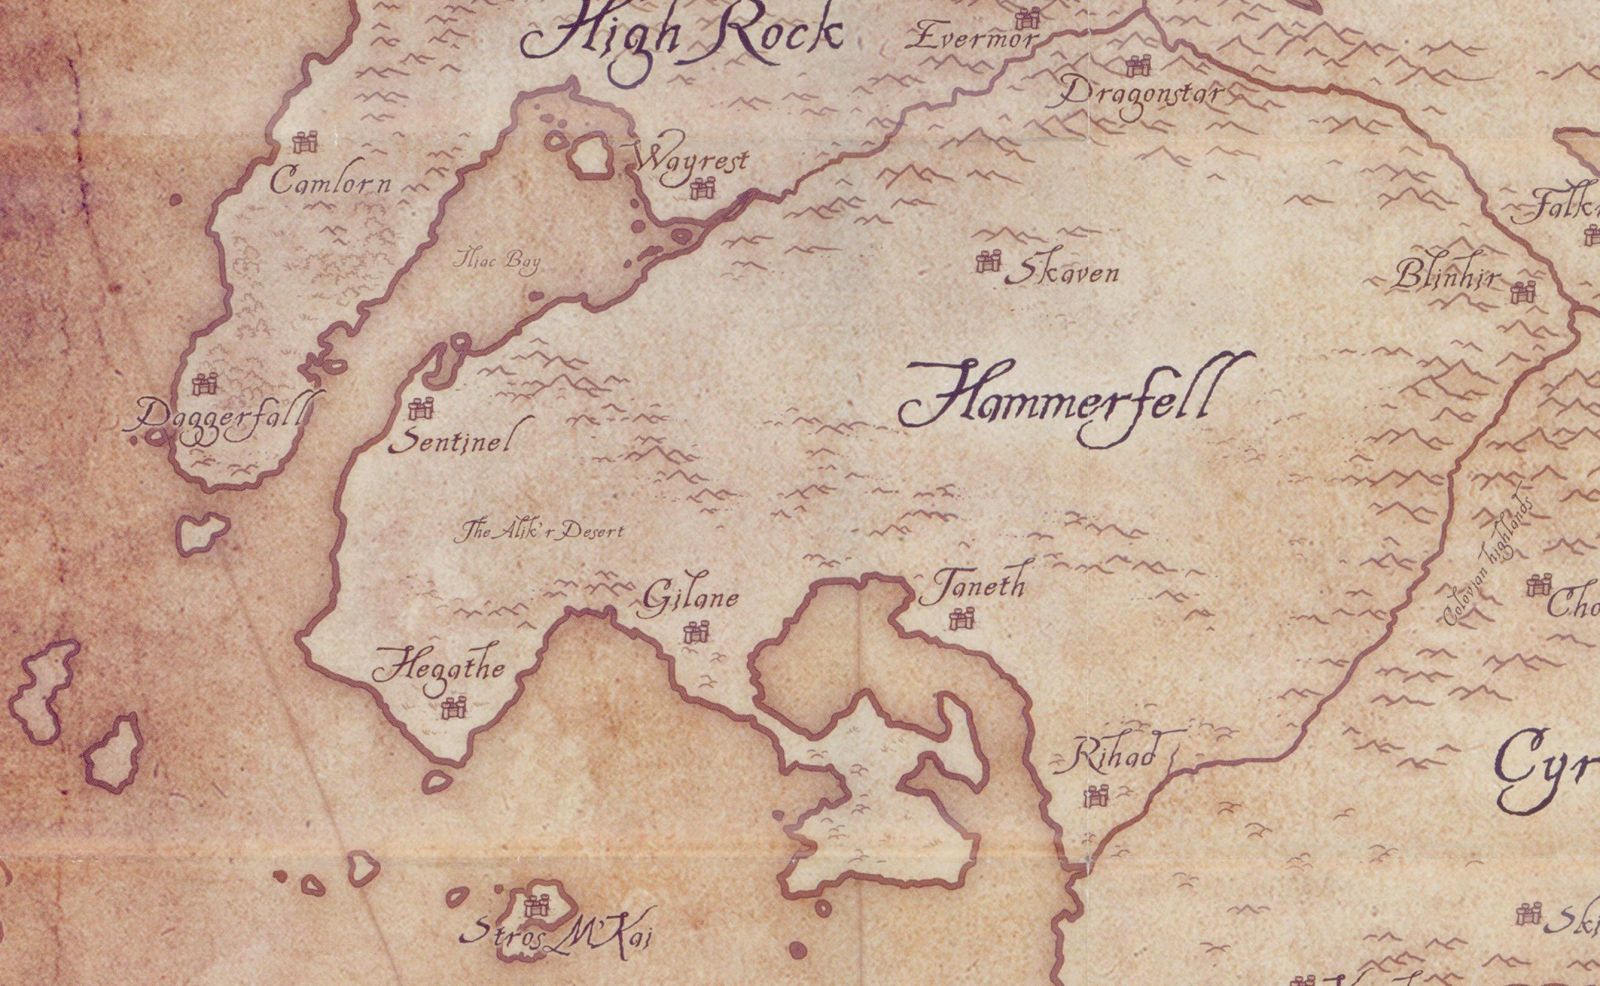 High Rock
Evermor
Dragonstar
Camlorn
Wayrest
Iliac Bay
Skaven
Blinhir
Daggerfall
Sentinel
Hammerfell
The Alik'r Desert
Colovian highlands
Gilane
Taneth
Hegathe
Rihad
Stros M'Kai